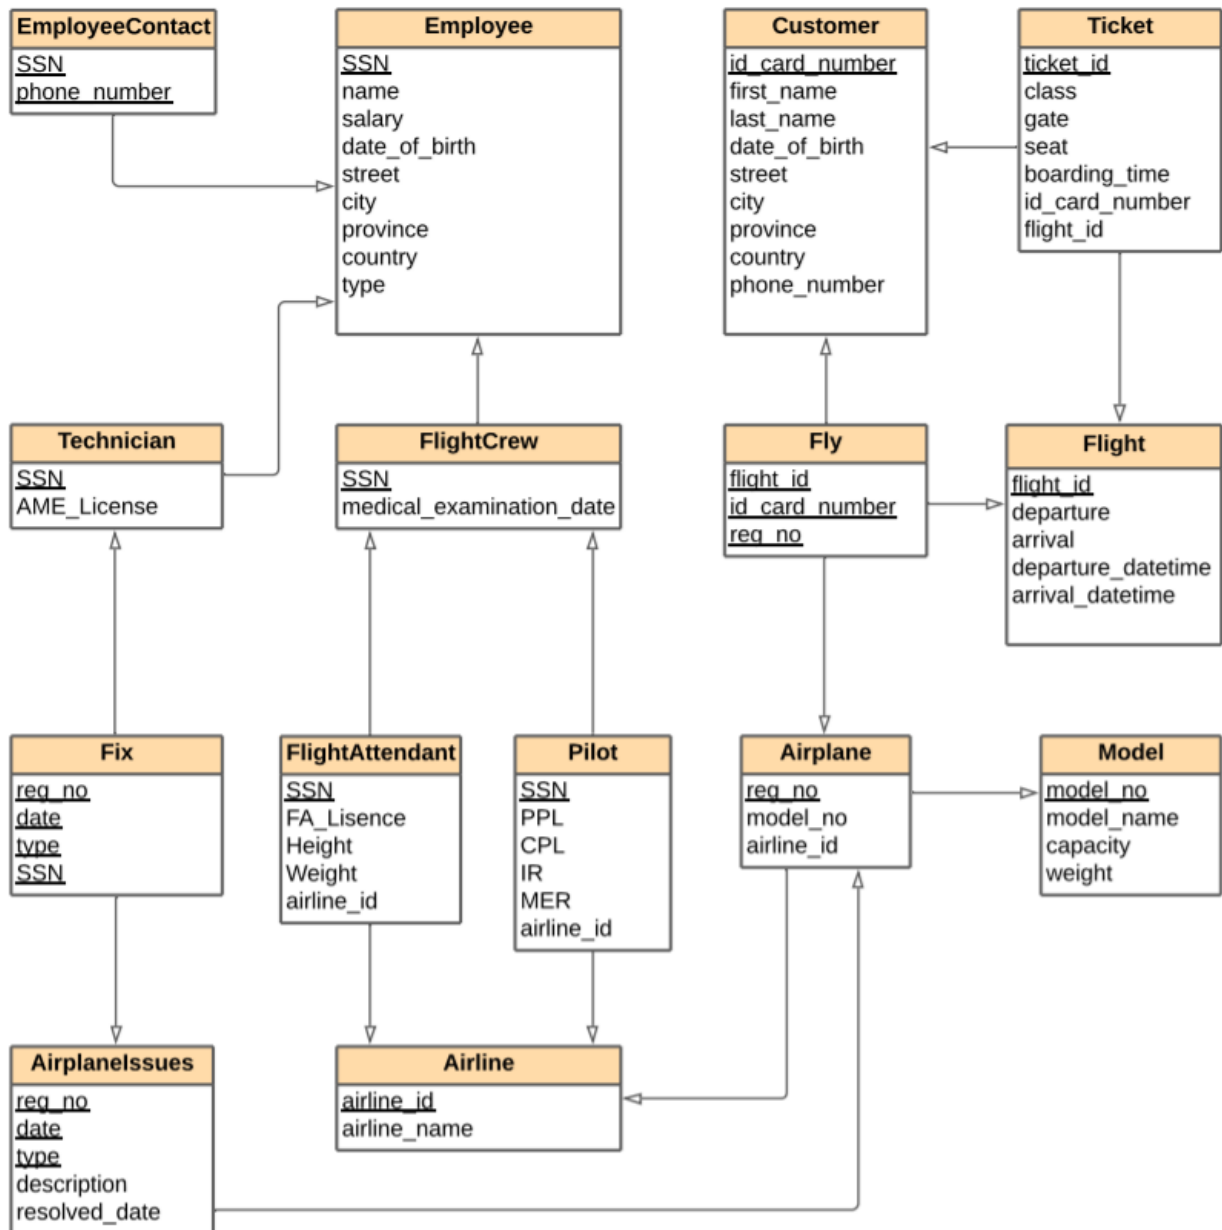 EmployeeContact
SSN
phone_number
Employee
SSN
name
salary
date_of_birth
street
city
province
country
type
Customer
id_card_number
first_name
last_name
date_of_birth
street
city
province
country
phone_number
Ticket
ticket_id
class
gate
seat
boarding_time
id_card_number
flight_id
Technician
SSN
AME_License
FlightCrew
SSN
medical_examination_date
Fly
flight_id
id_card_number
reg_no
Flight
flight_id
departure
arrival
departure_datetime
arrival_datetime
Fix
reg_no
date
type
SSN
FlightAttendant
SSN
FA_Lisence
Height
Weight
airline_id
Pilot
SSN
PPL
CPL
IR
MER
airline_id
Airplane
reg_no
model_no
airline_id
Model
model_no
model_name
capacity
weight
AirplaneIssues
reg_no
date
type
description
resolved_date
Airline
airline_id
airline_name